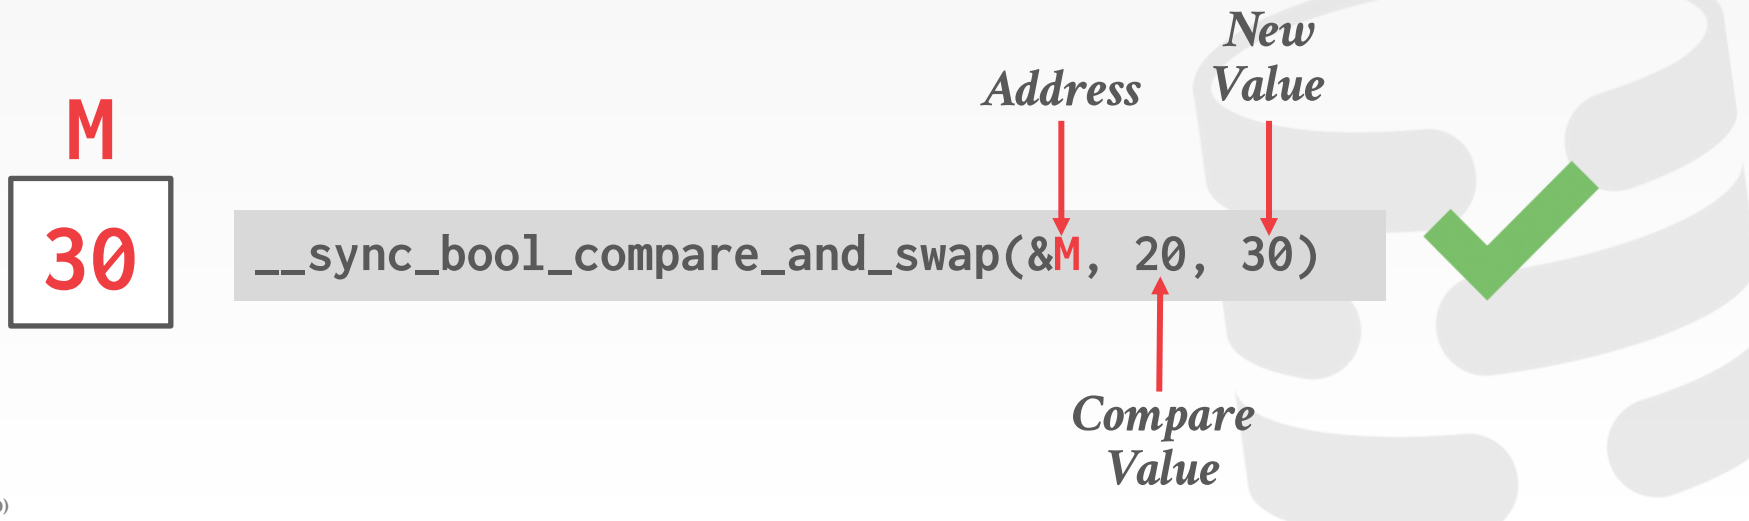 New
Value
Address
M
30
__sync_bool_compare_and_swap(&M, 20, 30)
Compare
Value